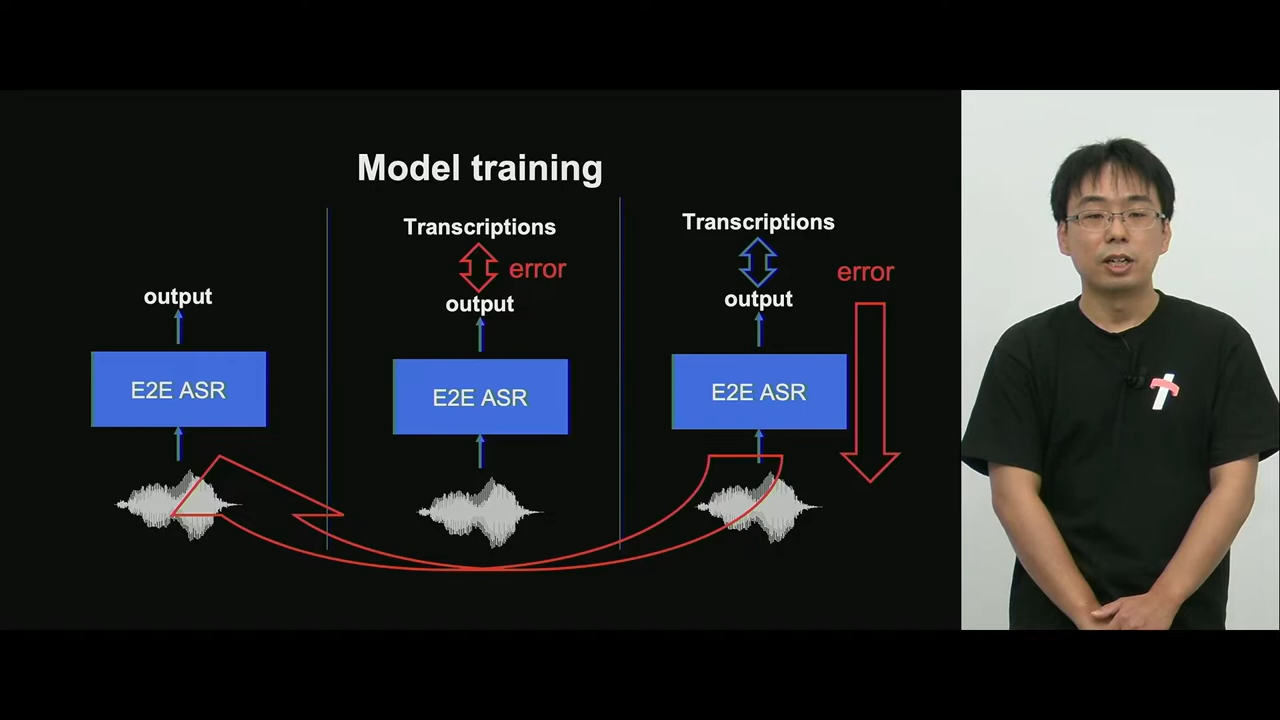 Model training
output
E2E ASR
Transcriptions
error
output
E2E ASR
Transcriptions
error
output
E2E ASR